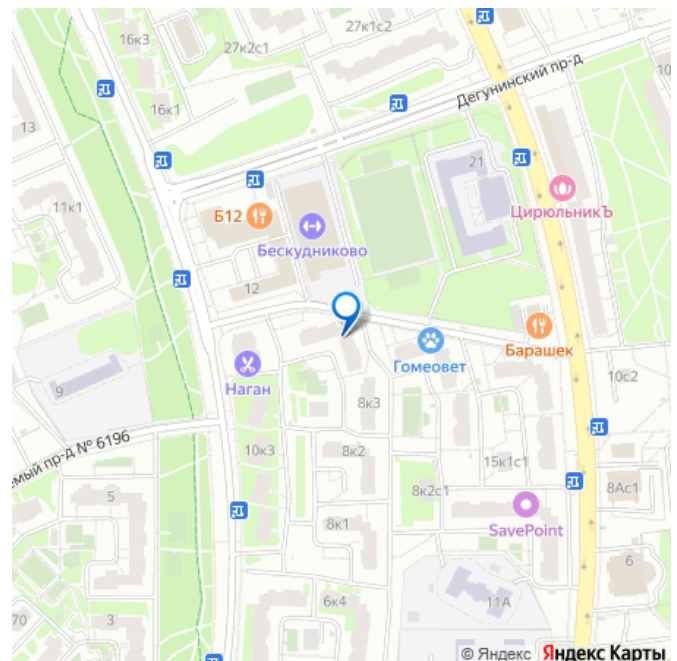 16к3
27к2с1
27к1с2
Дегунинский пр-д
10
16к1
13
21
ЦирюльникЪ
11к1
Б12
Бескудниково
12
Барашек
Гомеовет
Наган
9
10с2
8к3
емый пр-д № 6196
10к3
8к2
15к1с1
8к2с1
8Ас1
5
SavePoint
8к1
6
70
3
6к4
11А
© Яндекс Яндекс Карты